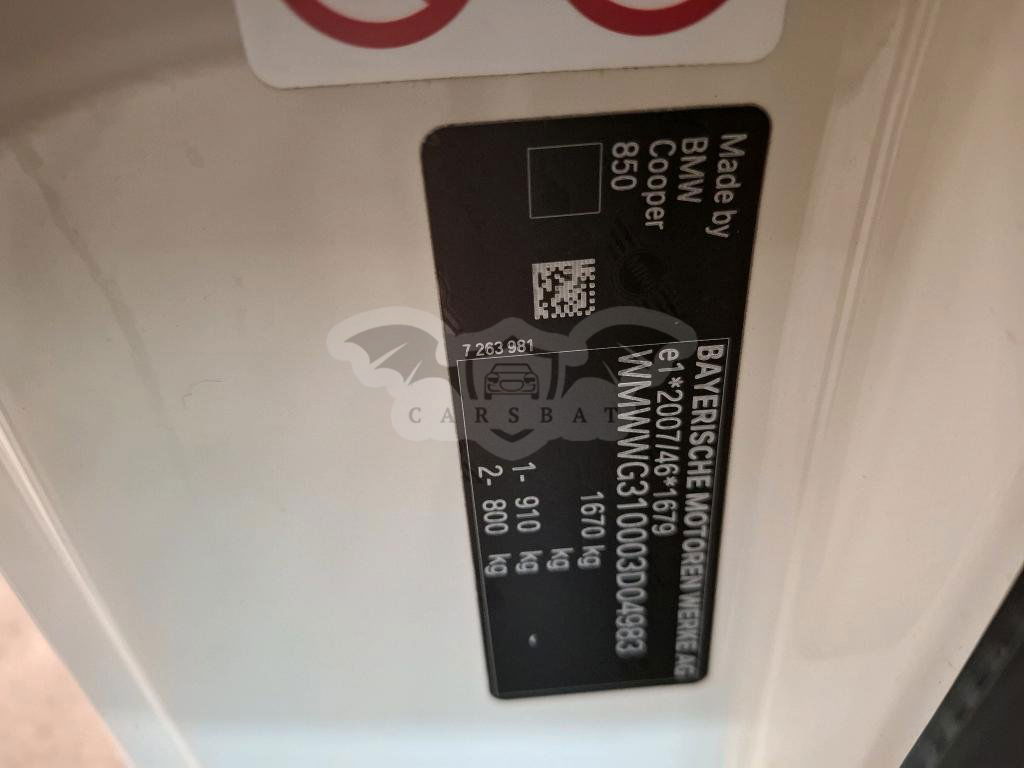 Made by
BMW
Cooper
850
BAYERISCHE MOTOREN WERKE AG
e1*2007/46*1679
WMWWG310003D04983
1670 kg
kg
1- 910 kg
2- 800 kg
7 263 981
CARSBAT